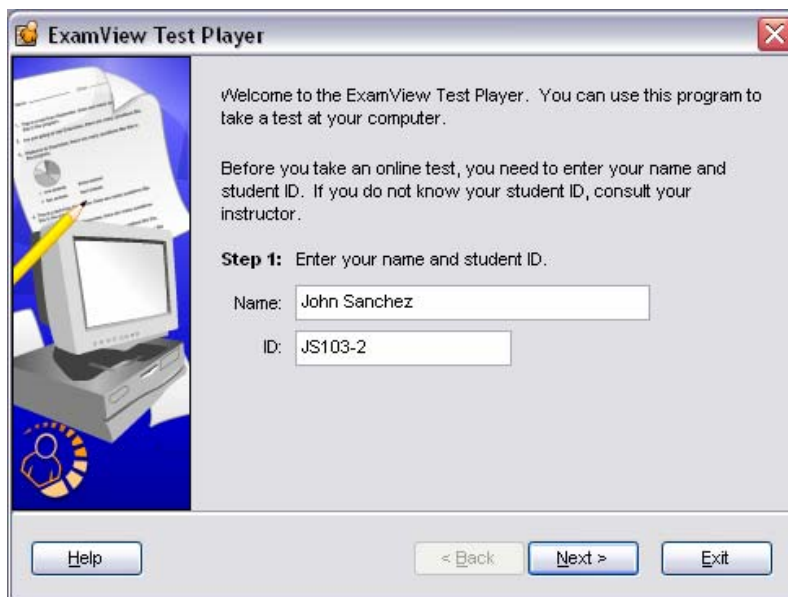 ExamView Test Player
Welcome to the ExamView Test Player. You can use this program to
take a test at your computer.
Before you take an online test, you need to enter your name and
student ID. If you do not know your student ID, consult your
instructor.
Step 1: Enter your name and student ID.
Name: John Sanchez
ID: JS103-2
Help < Back Next > Exit